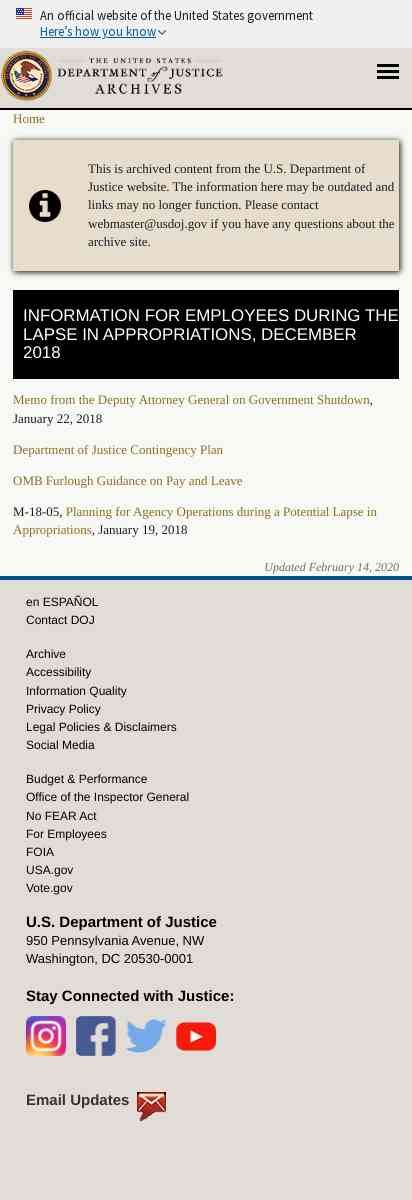 An official website of the United States government
Here's how you know
THE UNITED STATES
DEPARTMENT of JUSTICE
ARCHIVES
Home
This is archived content from the U.S. Department of
Justice website. The information here may be outdated and
links may no longer function. Please contact
webmaster@usdoj.gov if you have any questions about the
archive site.
INFORMATION FOR EMPLOYEES DURING THE
LAPSE IN APPROPRIATIONS, DECEMBER
2018
Memo from the Deputy Attorney General on Government Shutdown,
January 22, 2018
Department of Justice Contingency Plan
OMB Furlough Guidance on Pay and Leave
M-18-05, Planning for Agency Operations during a Potential Lapse in
Appropriations, January 19, 2018
Updated February 14, 2020
en ESPAÑOL
Contact DOJ
Archive
Accessibility
Information Quality
Privacy Policy
Legal Policies & Disclaimers
Social Media
Budget & Performance
Office of the Inspector General
No FEAR Act
For Employees
FOIA
USA.gov
Vote.gov
U.S. Department of Justice
950 Pennsylvania Avenue, NW
Washington, DC 20530-0001
Stay Connected with Justice:
Email Updates